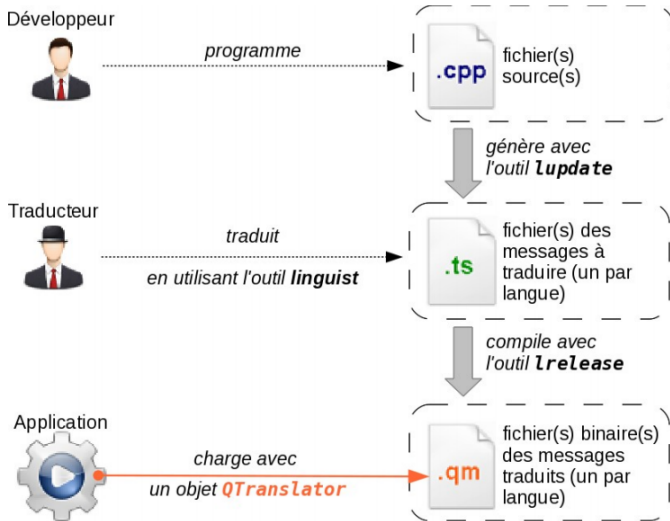 Développeur
programme
.cpp
fichier(s)
source(s)
génère avec
l'outil lupdate
Traducteur
traduit
en utilisant l'outil linguist
.ts
fichier(s) des
messages à
traduire (un par
langue)
compile avec
l'outil lrelease
Application
charge avec
un objet QTranslator
.qm
fichier(s) binaire(s)
des messages
traduits (un par
langue)